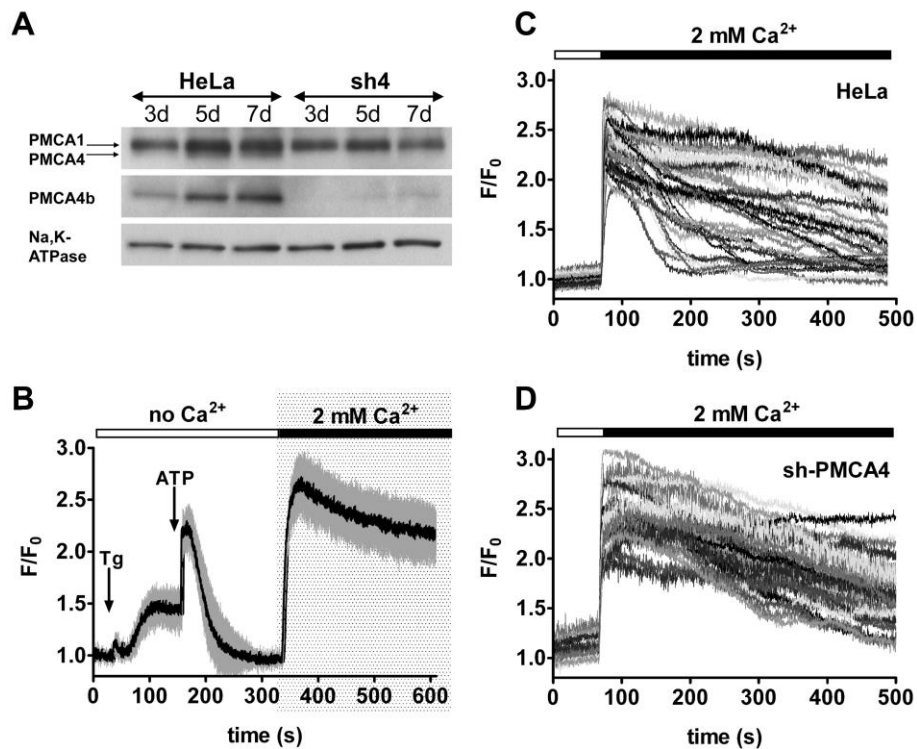 A
HeLa sh4
3d 5d 7d 3d 5d 7d
PMCA1
PMCA4
PMCA4b
Na,K-
ATPase
B
no Ca²⁺ 2 mM Ca²⁺
3.0
2.5
2.0
1.5
1.0
F/F₀
Tg
ATP
0 100 200 300 400 500 600
time (s)
C
2 mM Ca²⁺
HeLa
3.0
2.5
2.0
1.5
1.0
F/F₀
0 100 200 300 400 500
time (s)
D
2 mM Ca²⁺
sh-PMCA4
3.0
2.5
2.0
1.5
1.0
F/F₀
0 100 200 300 400 500
time (s)